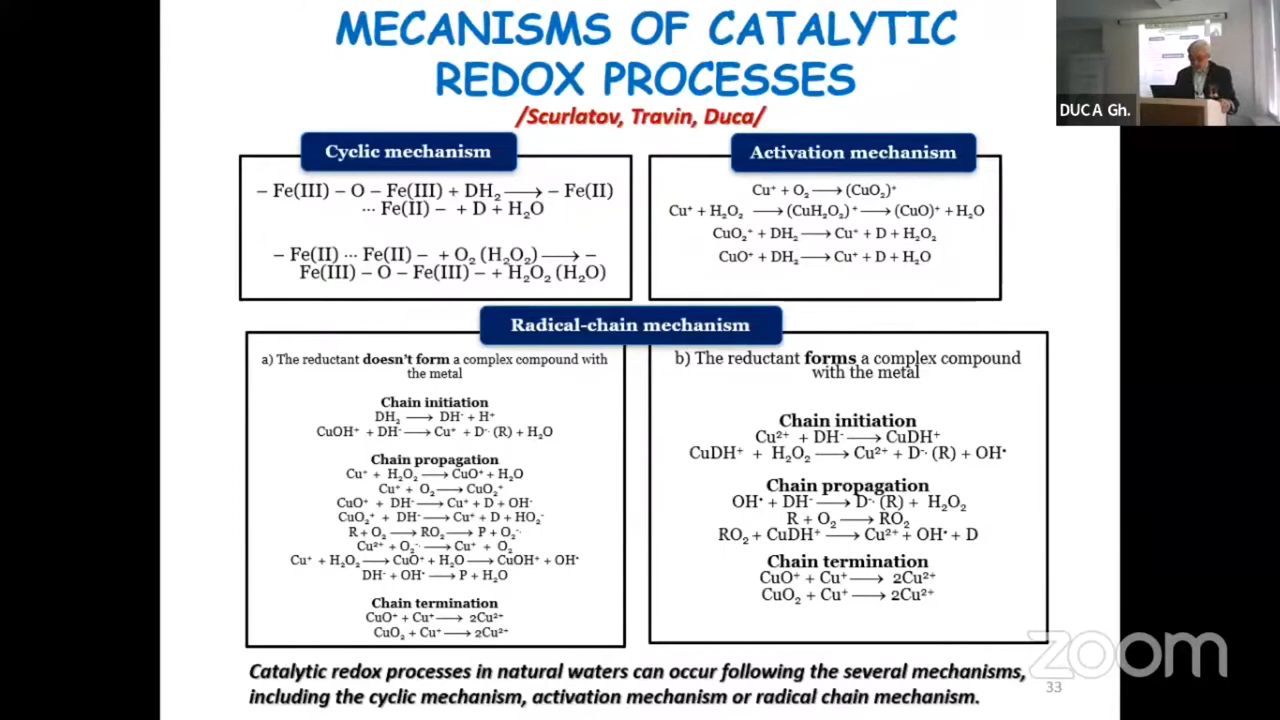 MECANISMS OF CATALYTIC
REDOX PROCESSES
/Scurlatov, Travin, Duca/
DUCA Gh.
Cyclic mechanism
– Fe(III) – O – Fe(III) + DH₂ ⟶ – Fe(II)
··· Fe(II) – + D + H₂O
– Fe(II) ··· Fe(II) – + O₂ (H₂O₂) ⟶ –
Fe(III) – O – Fe(III) – + H₂O₂ (H₂O)
Activation mechanism
Cu⁺ + O₂ ⟶ (CuO₂)⁺
Cu⁺ + H₂O₂ ⟶ (CuH₂O₂)⁺ ⟶ (CuO)⁺ + H₂O
CuO₂⁺ + DH₂ ⟶ Cu⁺ + D + H₂O₂
CuO⁺ + DH₂ ⟶ Cu⁺ + D + H₂O
Radical-chain mechanism
a) The reductant doesn't form a complex compound with
the metal
Chain initiation
DH₂ ⟶ DH⁻ + H⁺
CuOH⁺ + DH⁻ ⟶ Cu⁺ + D⁻· (R) + H₂O
Chain propagation
Cu⁺ + H₂O₂ ⟶ CuO⁺ + H₂O
Cu⁺ + O₂ ⟶ CuO₂⁺
CuO⁺ + DH⁻ ⟶ Cu⁺ + D + OH⁻
CuO₂⁺ + DH⁻ ⟶ Cu⁺ + D + HO₂⁻
R + O₂ ⟶ RO₂ ⟶ P + O₂⁻·
Cu²⁺ + O₂⁻· ⟶ Cu⁺ + O₂
Cu⁺ + H₂O₂ ⟶ CuO⁺ + H₂O ⟶ CuOH⁺ + OH•
DH⁻ + OH• ⟶ P + H₂O
Chain termination
CuO⁺ + Cu⁺ ⟶ 2Cu²⁺
CuO₂ + Cu⁺ ⟶ 2Cu²⁺
b) The reductant forms a complex compound
with the metal
Chain initiation
Cu²⁺ + DH⁻ ⟶ CuDH⁺
CuDH⁺ + H₂O₂ ⟶ Cu²⁺ + D⁻· (R) + OH•
Chain propagation
OH• + DH⁻ ⟶ D⁻· (R) + H₂O₂
R + O₂ ⟶ RO₂
RO₂ + CuDH⁺ ⟶ Cu²⁺ + OH• + D
Chain termination
CuO⁺ + Cu⁺ ⟶ 2Cu²⁺
CuO₂ + Cu⁺ ⟶ 2Cu²⁺
Catalytic redox processes in natural waters can occur following the several mechanisms,
including the cyclic mechanism, activation mechanism or radical chain mechanism.
33
zoom